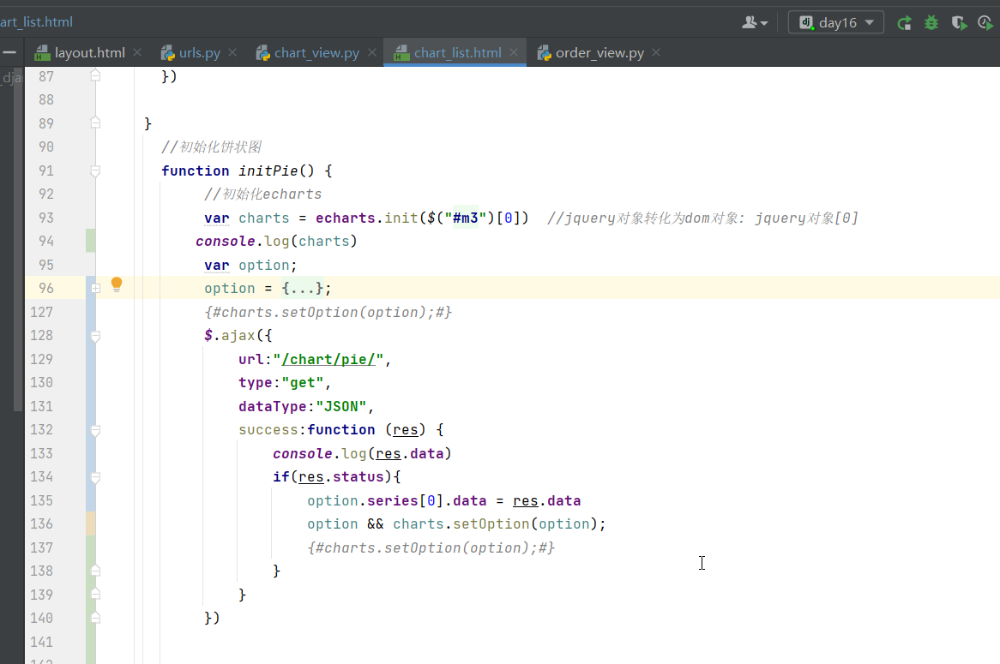 art_list.html
day16
layout.html
urls.py
chart_view.py
chart_list.html
order_view.py
_djan
87 })
88
89 }
90 //初始化饼状图
91 function initPie() {
92 //初始化echarts
93 var charts = echarts.init($("#m3")[0]) //jquery对象转化为dom对象: jquery对象[0]
94 console.log(charts)
95 var option;
96 option = {...};
127 {#charts.setOption(option);#}
128 $.ajax({
129 url:"/chart/pie/",
130 type:"get",
131 dataType:"JSON",
132 success:function (res) {
133 console.log(res.data)
134 if(res.status){
135 option.series[0].data = res.data
136 option && charts.setOption(option);
137 {#charts.setOption(option);#}
138 }
139 }
140 })
141